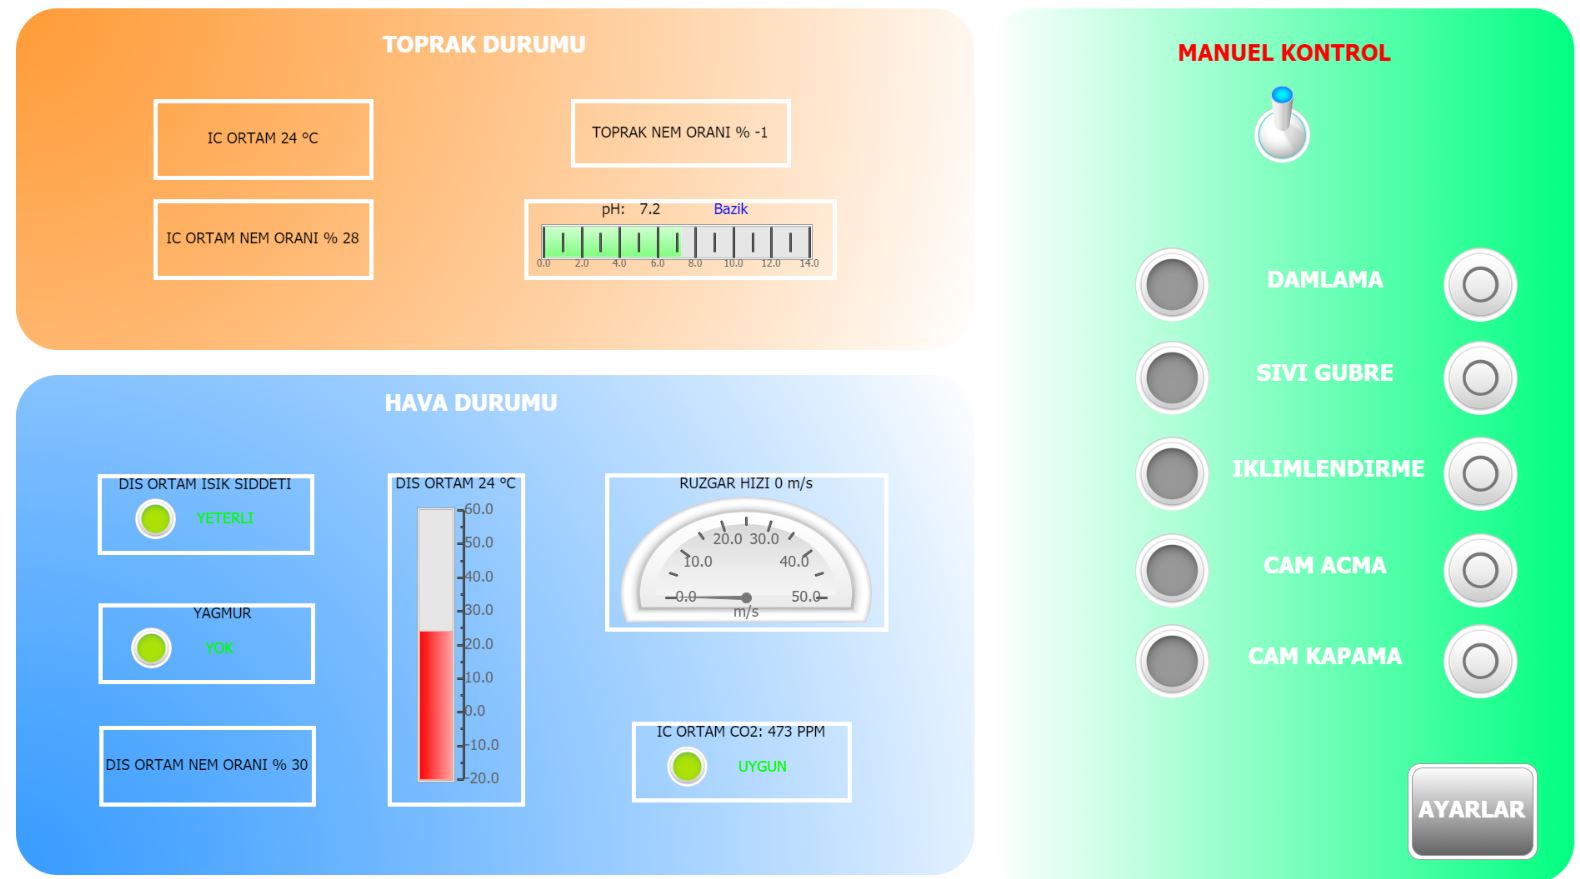 TOPRAK DURUMU
IC ORTAM 24 ºC
TOPRAK NEM ORANI % -1
IC ORTAM NEM ORANI % 28
pH: 7.2 Bazik
0.0 2.0 4.0 6.0 8.0 10.0 12.0 14.0
HAVA DURUMU
DIS ORTAM ISIK SIDDETI
YETERLI
YAGMUR
YOK
DIS ORTAM NEM ORANI % 30
DIS ORTAM 24 ºC
60.0
50.0
40.0
30.0
20.0
10.0
0.0
-10.0
-20.0
RUZGAR HIZI 0 m/s
20.0 30.0
10.0 40.0
0.0 50.0
m/s
IC ORTAM CO2: 473 PPM
UYGUN
MANUEL KONTROL
DAMLAMA
SIVI GUBRE
IKLIMLENDIRME
CAM ACMA
CAM KAPAMA
AYARLAR